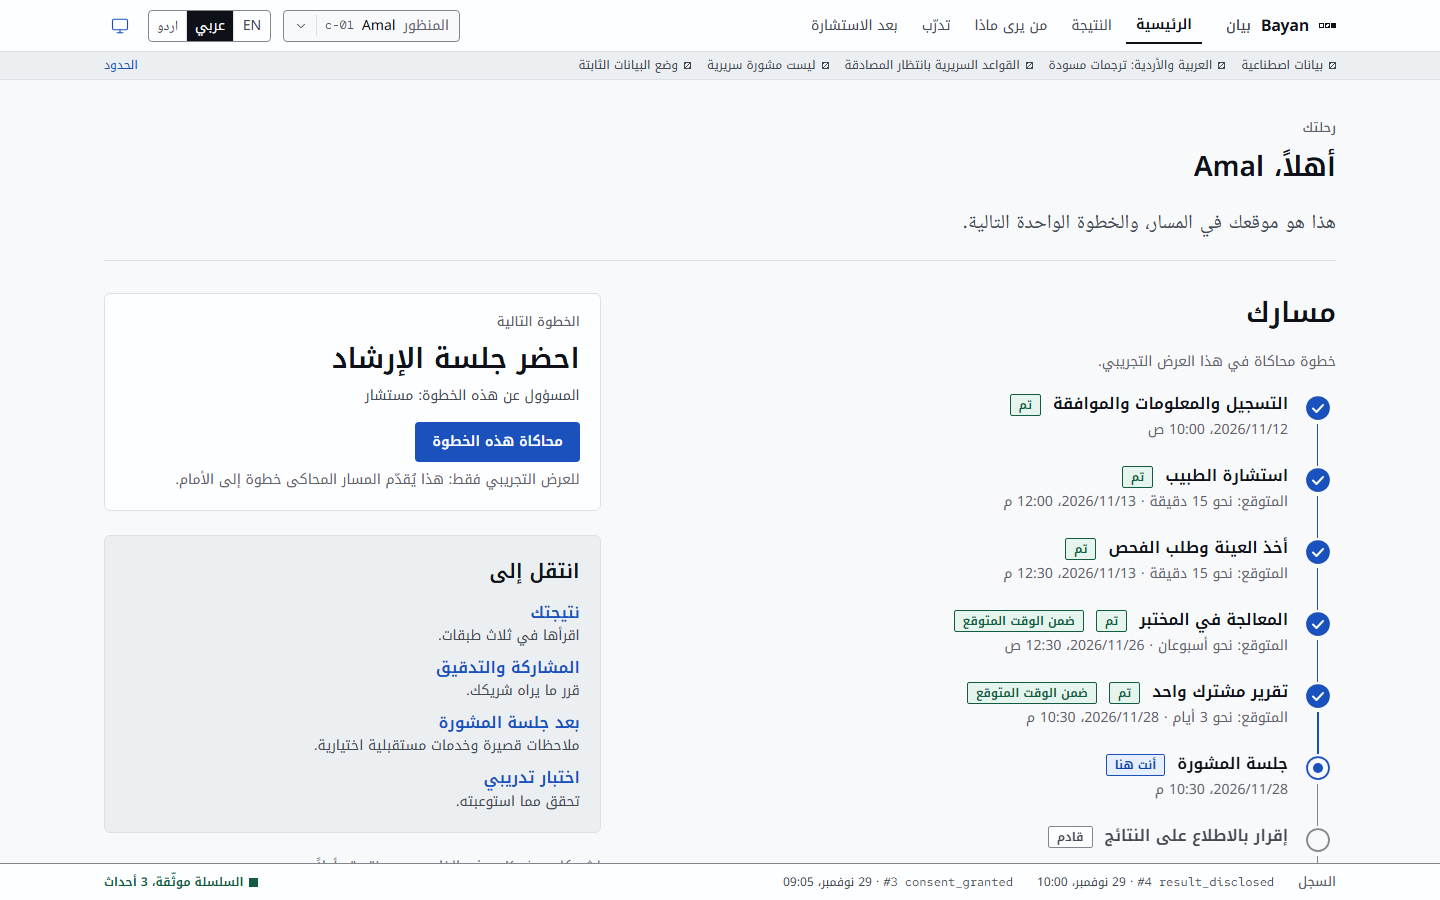 Bayan بيان
الرئيسية
النتيجة
من يرى ماذا
تدرّب
بعد الاستشارة
المنظور Amal c-01
EN عربي اردو
بيانات اصطناعية
العربية والأردية: ترجمات مسودة
القواعد السريرية بانتظار المصادقة
ليست مشورة سريرية
وضع البيانات الثابتة
الحدود
رحلتك
أهلاً، Amal
هذا هو موقعك في المسار، والخطوة الواحدة التالية.
مسارك
خطوة محاكاة في هذا العرض التجريبي.
التسجيل والمعلومات والموافقة تم
2026/11/12، 10:00 ص
استشارة الطبيب تم
المتوقع: نحو 15 دقيقة · 2026/11/13، 12:00 م
أخذ العينة وطلب الفحص تم
المتوقع: نحو 15 دقيقة · 2026/11/13، 12:30 م
المعالجة في المختبر تم ضمن الوقت المتوقع
المتوقع: نحو أسبوعان · 2026/11/26، 12:30 ص
تقرير مشترك واحد تم ضمن الوقت المتوقع
المتوقع: نحو 3 أيام · 2026/11/28، 10:30 م
جلسة المشورة أنت هنا
2026/11/28، 10:30 م
إقرار بالاطلاع على النتائج قادم
الخطوة التالية
احضر جلسة الإرشاد
المسؤول عن هذه الخطوة: مستشار
محاكاة هذه الخطوة
للعرض التجريبي فقط: هذا يُقدّم المسار المحاكى خطوة إلى الأمام.
انتقل إلى
نتيجتك
اقرأها في ثلاث طبقات.
المشاركة والتدقيق
قرر ما يراه شريكك.
بعد جلسة المشورة
ملاحظات قصيرة وخدمات مستقبلية اختيارية.
اختبار تدريبي
تحقق مما استوعبته.
السجل
result_disclosed #4 · 29 نوفمبر، 10:00
consent_granted #3 · 29 نوفمبر، 09:05
السلسلة موثّقة، 3 أحداث